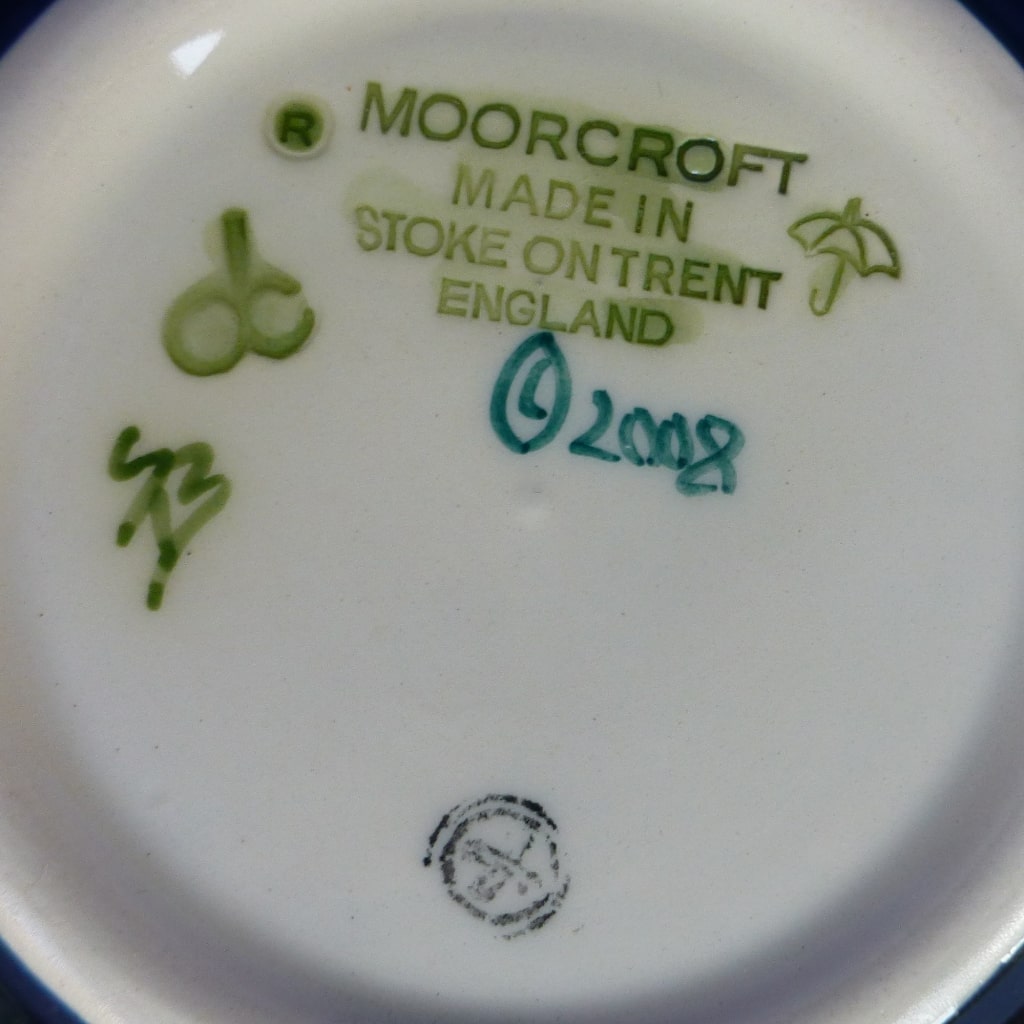 ® MOORCROFT
MADE IN
STOKE ON TRENT
ENGLAND
© 2008